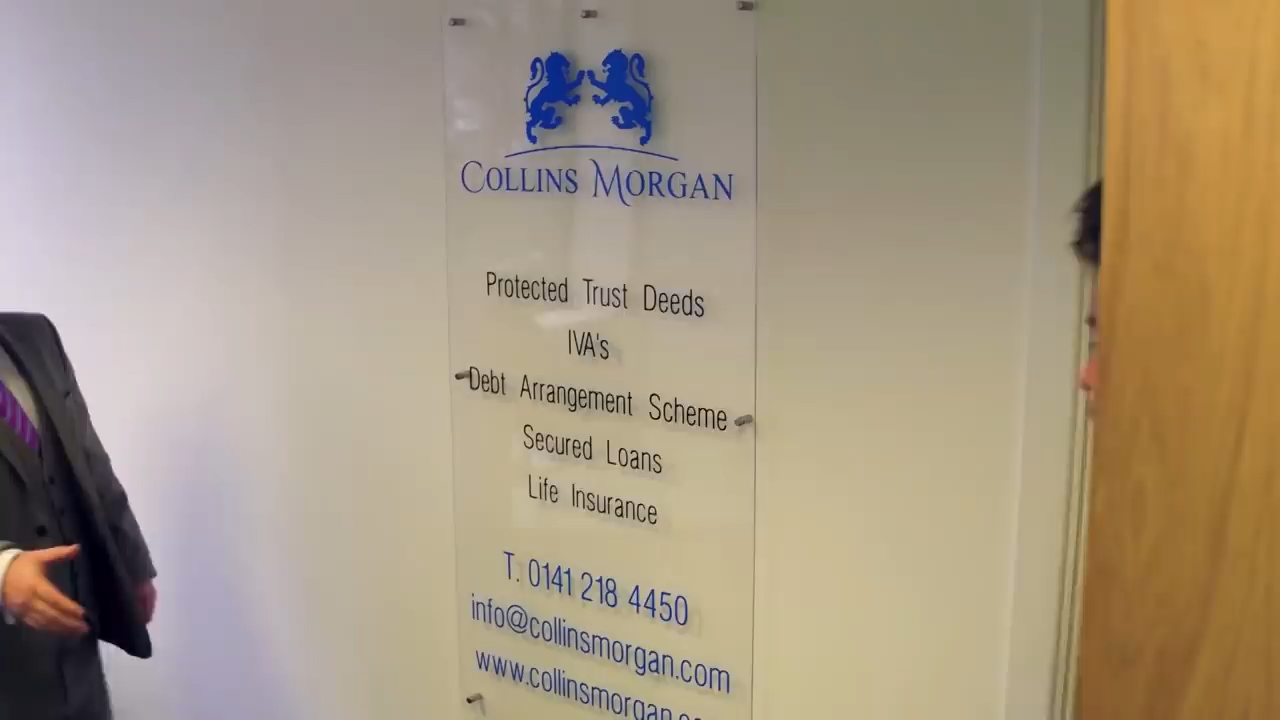 COLLINS MORGAN
Protected Trust Deeds
IVA's
Debt Arrangement Scheme
Secured Loans
Life Insurance
T. 0141 218 4450
info@collinsmorgan.com